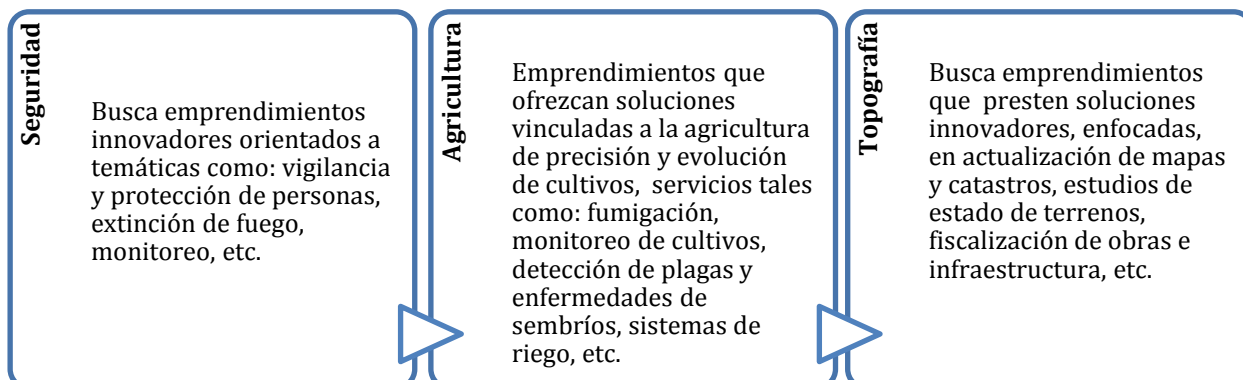 Seguridad
Busca emprendimientos
innovadores orientados a
temáticas como: vigilancia
y protección de personas,
extinción de fuego,
monitoreo, etc.
Agricultura
Emprendimientos que
ofrezcan soluciones
vinculadas a la agricultura
de precisión y evolución
de cultivos, servicios tales
como: fumigación,
monitoreo de cultivos,
detección de plagas y
enfermedades de
sembríos, sistemas de
riego, etc.
Topografía
Busca emprendimientos
que presten soluciones
innovadores, enfocadas,
en actualización de mapas
y catastros, estudios de
estado de terrenos,
fiscalización de obras e
infraestructura, etc.